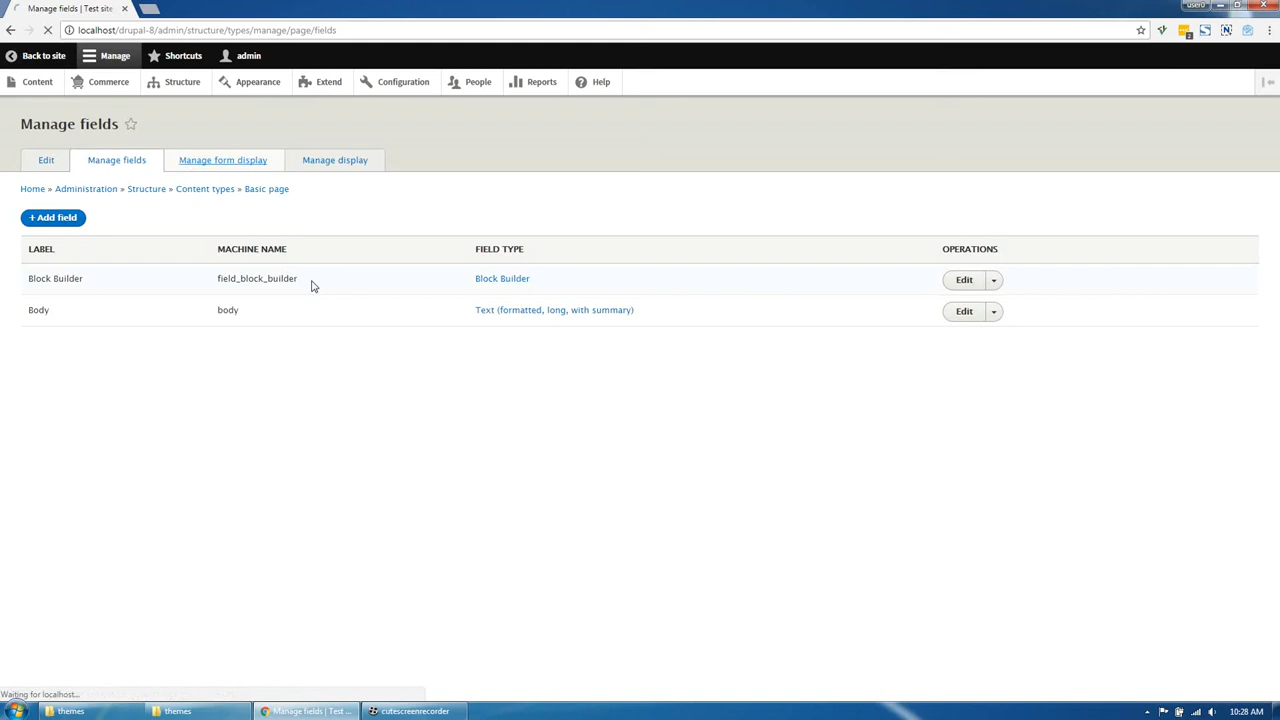 Manage fields | Test site
user0
localhost/drupal-8/admin/structure/types/manage/page/fields
Back to site Manage Shortcuts admin
Content Commerce Structure Appearance Extend Configuration People Reports Help
Manage fields
Edit Manage fields Manage form display Manage display
Home » Administration » Structure » Content types » Basic page
+ Add field
LABEL MACHINE NAME FIELD TYPE OPERATIONS
Block Builder field_block_builder Block Builder Edit
Body body Text (formatted, long, with summary) Edit
Waiting for localhost...
themes themes Manage fields | Test ... cutescreenrecorder 10:28 AM